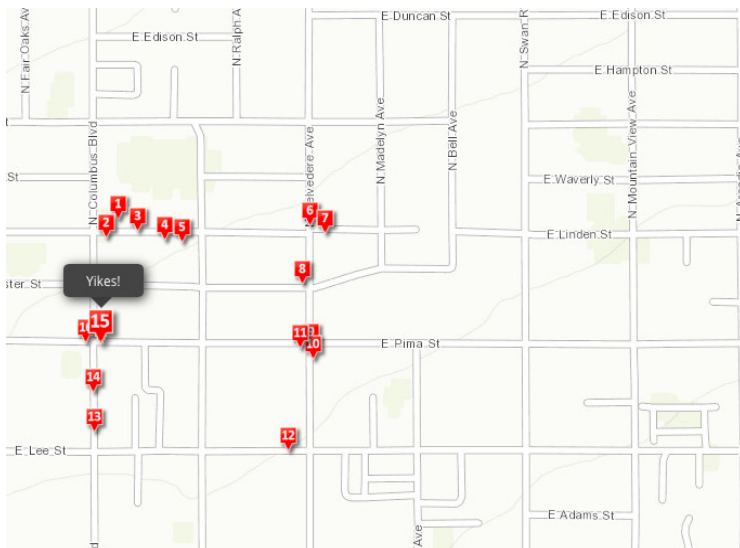 E Duncan St
E Edison St
E Edison St
N Fair Oaks Av
N Ralph A
N Swan R
E Hampton St
N Columbus Blvd
elvedere Ave
N Madelyn Ave
N Bell Ave
N Mountain View Ave
St
E Waverly St
1
2
3
4
5
6
7
E Linden St
8
ster St
Yikes!
15
11
10
E Pima St
14
13
12
E Lee St
E Adams St
Ave
d